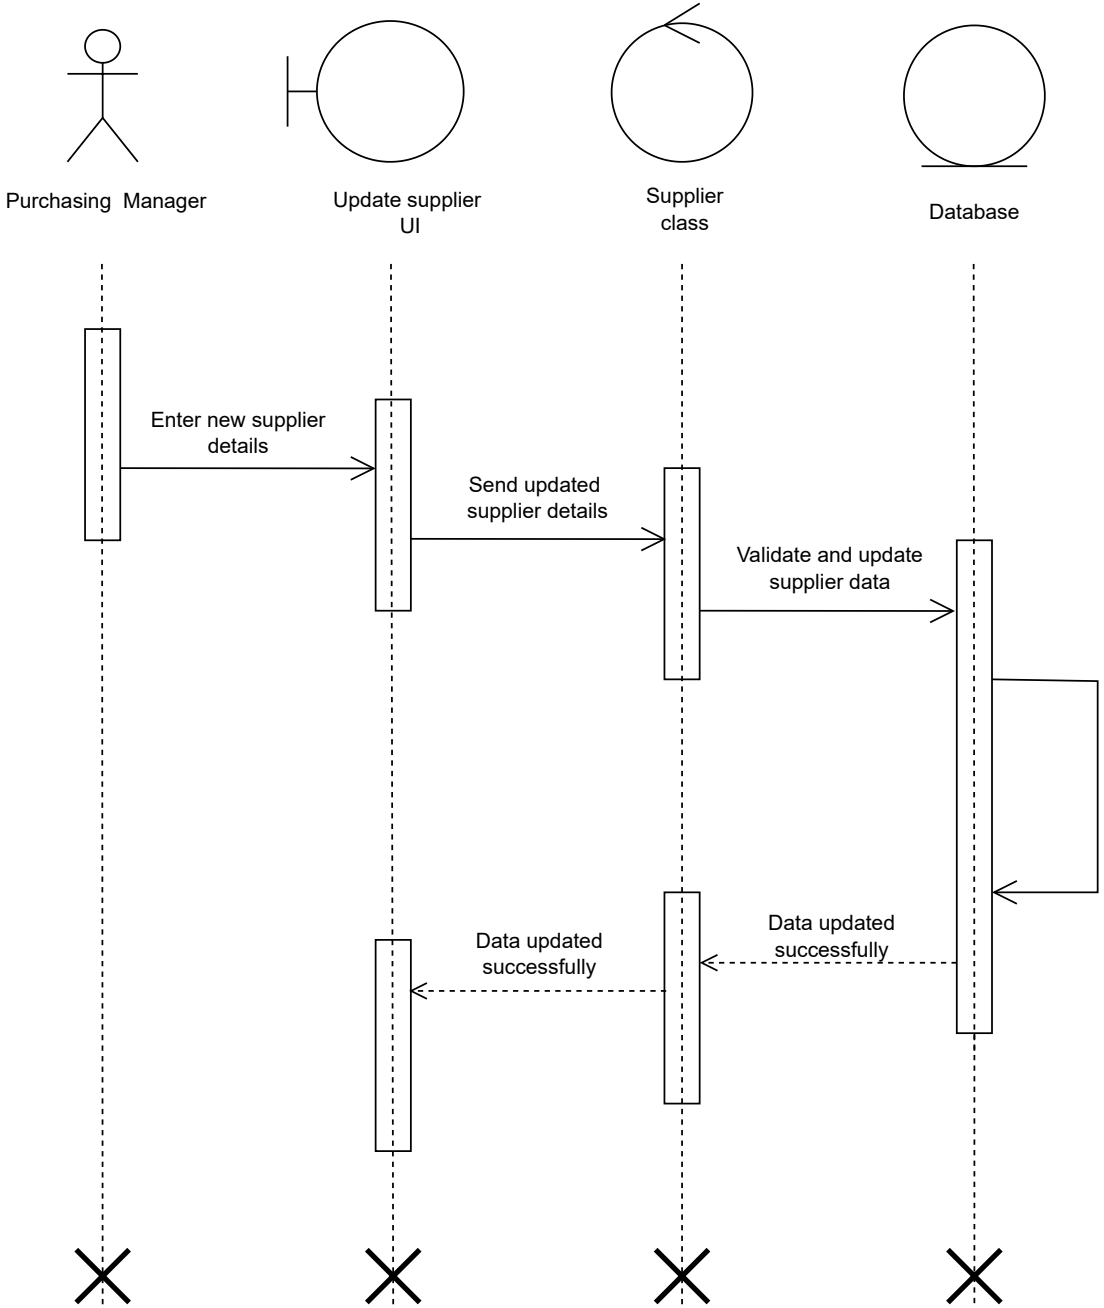 Purchasing  Manager
Update supplier
UI
Supplier
class
Database
Enter new supplier
details
Send updated
supplier details
Validate and update
supplier data
Data updated
successfully
Data updated
successfully